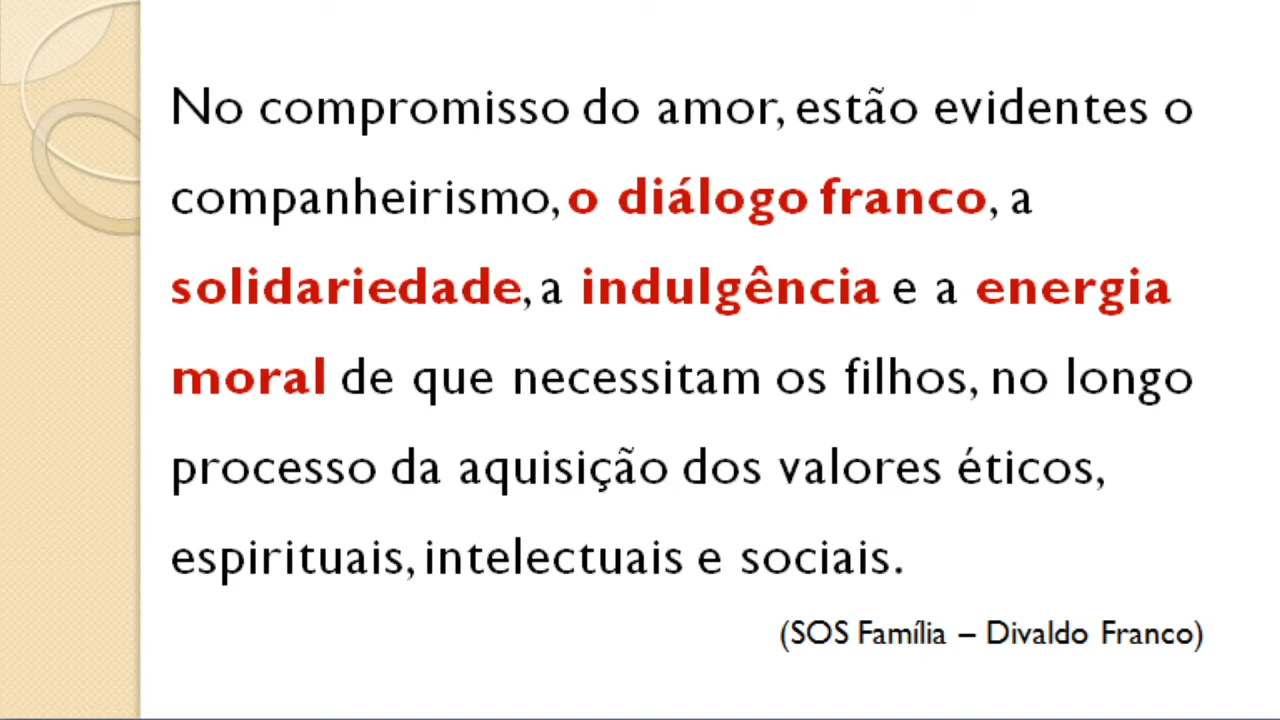 No compromisso do amor, estão evidentes o
companheirismo, o diálogo franco, a
solidariedade, a indulgência e a energia
moral de que necessitam os filhos, no longo
processo da aquisição dos valores éticos,
espirituais, intelectuais e sociais.
(SOS Família – Divaldo Franco)